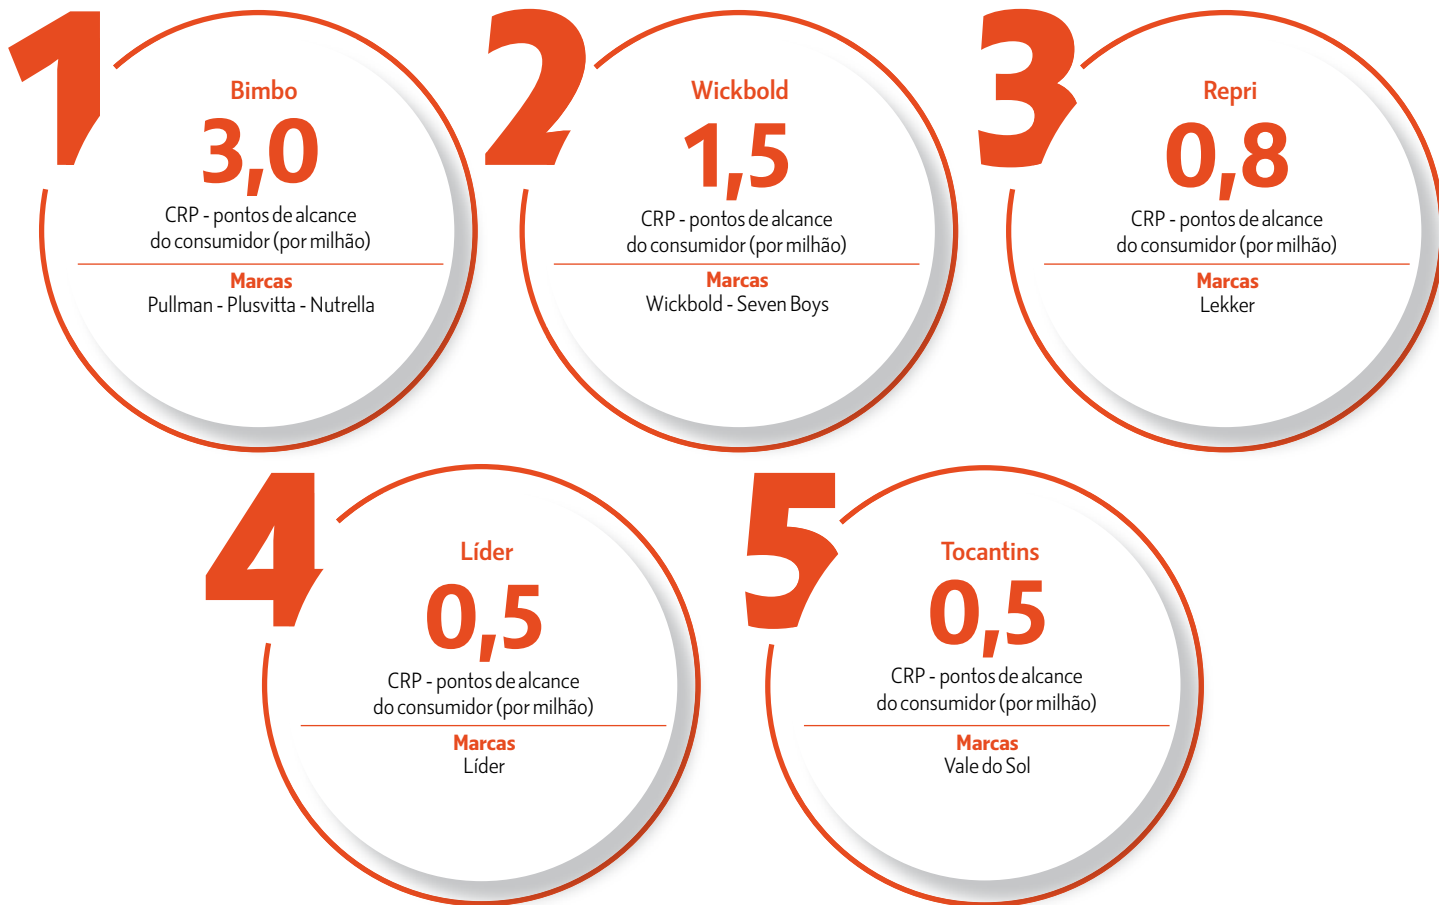 1
Bimbo
3,0
CRP - pontos de alcance
do consumidor (por milhão)
Marcas
Pullman - Plusvitta - Nutrella
2
Wickbold
1,5
CRP - pontos de alcance
do consumidor (por milhão)
Marcas
Wickbold - Seven Boys
3
Repri
0,8
CRP - pontos de alcance
do consumidor (por milhão)
Marcas
Lekker
4
Líder
0,5
CRP - pontos de alcance
do consumidor (por milhão)
Marcas
Líder
5
Tocantins
0,5
CRP - pontos de alcance
do consumidor (por milhão)
Marcas
Vale do Sol